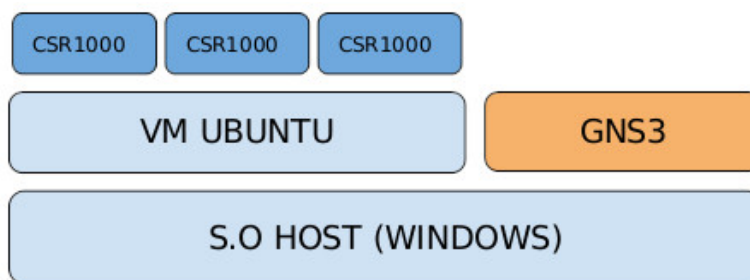 CSR1000 CSR1000 CSR1000
VM UBUNTU GNS3
S.O HOST (WINDOWS)